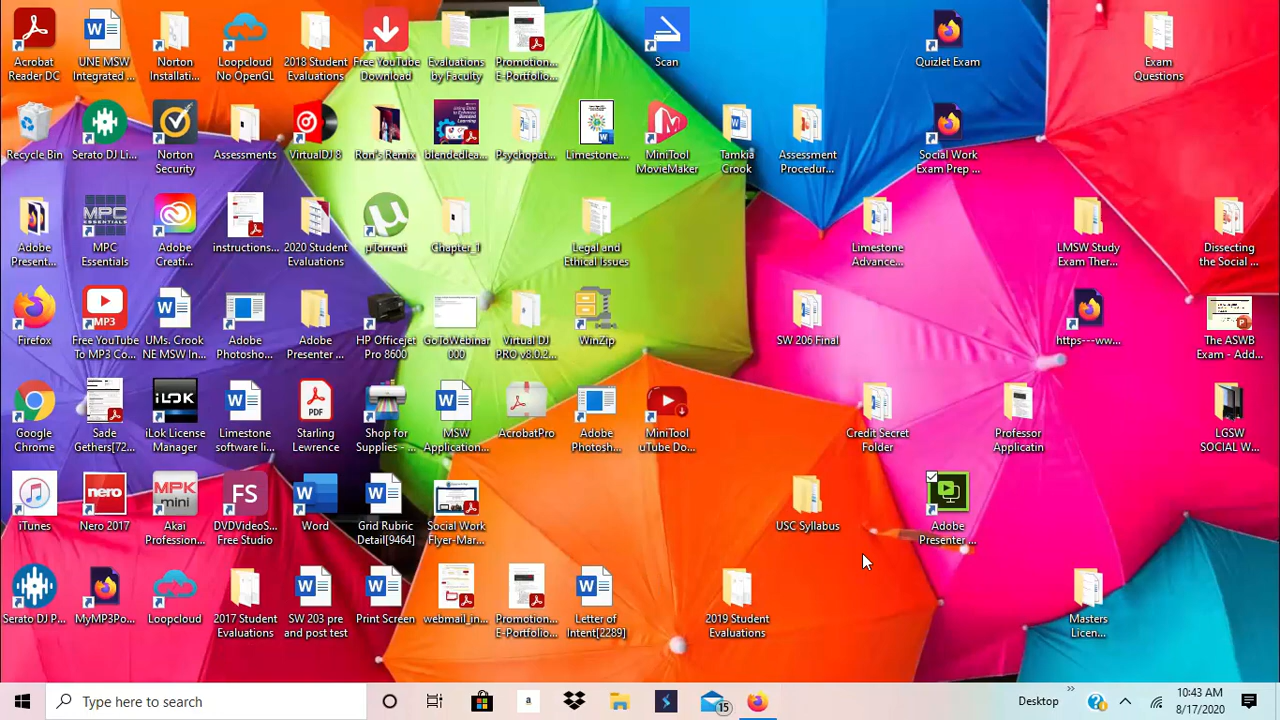 Acrobat
Reader DC
UNE MSW
Integrated ...
Norton
Installati...
Loopcloud
No OpenGL
2018 Student
Evaluations
Free YouTube
Download
Evaluations
by Faculty
Promotion...
E-Portfolio...
Scan
Quizlet Exam
Exam
Questions
Recycle Bin
Serato DJ Li...
Norton
Security
Assessments
VirtualDJ 8
Ron's Remix
blendedlea...
Psychopat...
Limestone....
MiniTool
MovieMaker
Tamkia
Crook
Assessment
Procedur...
Social Work
Exam Prep ...
Adobe
Present...
MPC
ESSENTIALS
MPC
Essentials
Adobe
Creati...
instructions...
2020 Student
Evaluations
µTorrent
Chapter_1
Legal and
Ethical Issues
Limestone
Advance...
LMSW Study
Exam Ther...
Dissecting
the Social ...
Firefox
MP3
Free YouTube
To MP3 Co...
UMs. Crook
NE MSW In...
Adobe
Photosho...
Adobe
Presenter ...
HP Officejet
Pro 8600
GoToWebinar
000
Virtual DJ
PRO v8.0.2...
WinZip
SW 206 Final
https---ww...
The ASWB
Exam - Add...
Google
Chrome
Sade
Gethers[72...
iLOK
iLok License
Manager
Limestone
software li...
PDF
Starling
Lewrence
Shop for
Supplies - ...
MSW
Application...
AcrobatPro
Adobe
Photosh...
MiniTool
uTube Do...
Credit Secret
Folder
Professor
Applicatin
LGSW
SOCIAL W...
iTunes
nero
Nero 2017
MPK
mini
Akai
Profession...
FS
DVDVideoS...
Free Studio
Word
Grid Rubric
Detail[9464]
Social Work
Flyer-Mar...
USC Syllabus
Adobe
Presenter ...
Serato DJ P...
MyMP3Po...
Loopcloud
2017 Student
Evaluations
SW 203 pre
and post test
Print Screen
webmail_in...
Promotion...
E-Portfolio...
Letter of
Intent[2289]
2019 Student
Evaluations
Masters
Licen...
Type here to search
a
15
Desktop
10:43 AM
8/17/2020